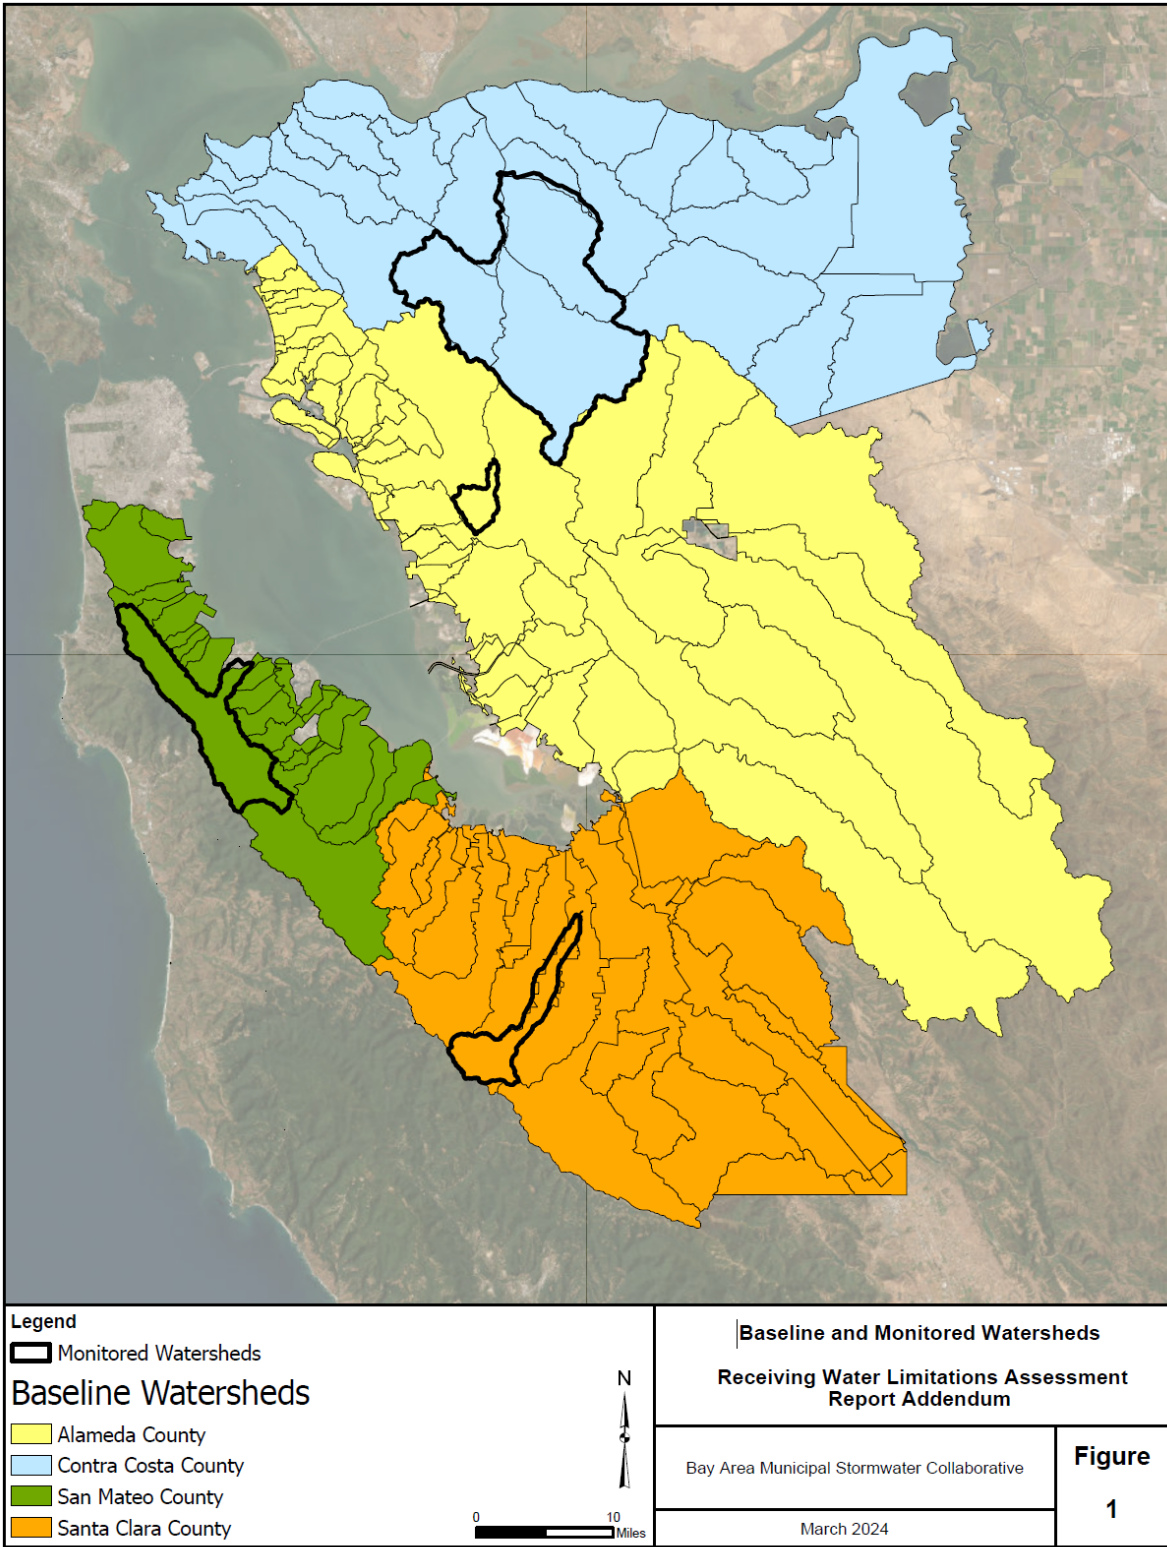 Legend
Monitored Watersheds
Baseline Watersheds
Alameda County
Contra Costa County
San Mateo County
Santa Clara County
N
0 10
Miles
Baseline and Monitored Watersheds
Receiving Water Limitations Assessment
Report Addendum
Bay Area Municipal Stormwater Collaborative
March 2024
Figure
1